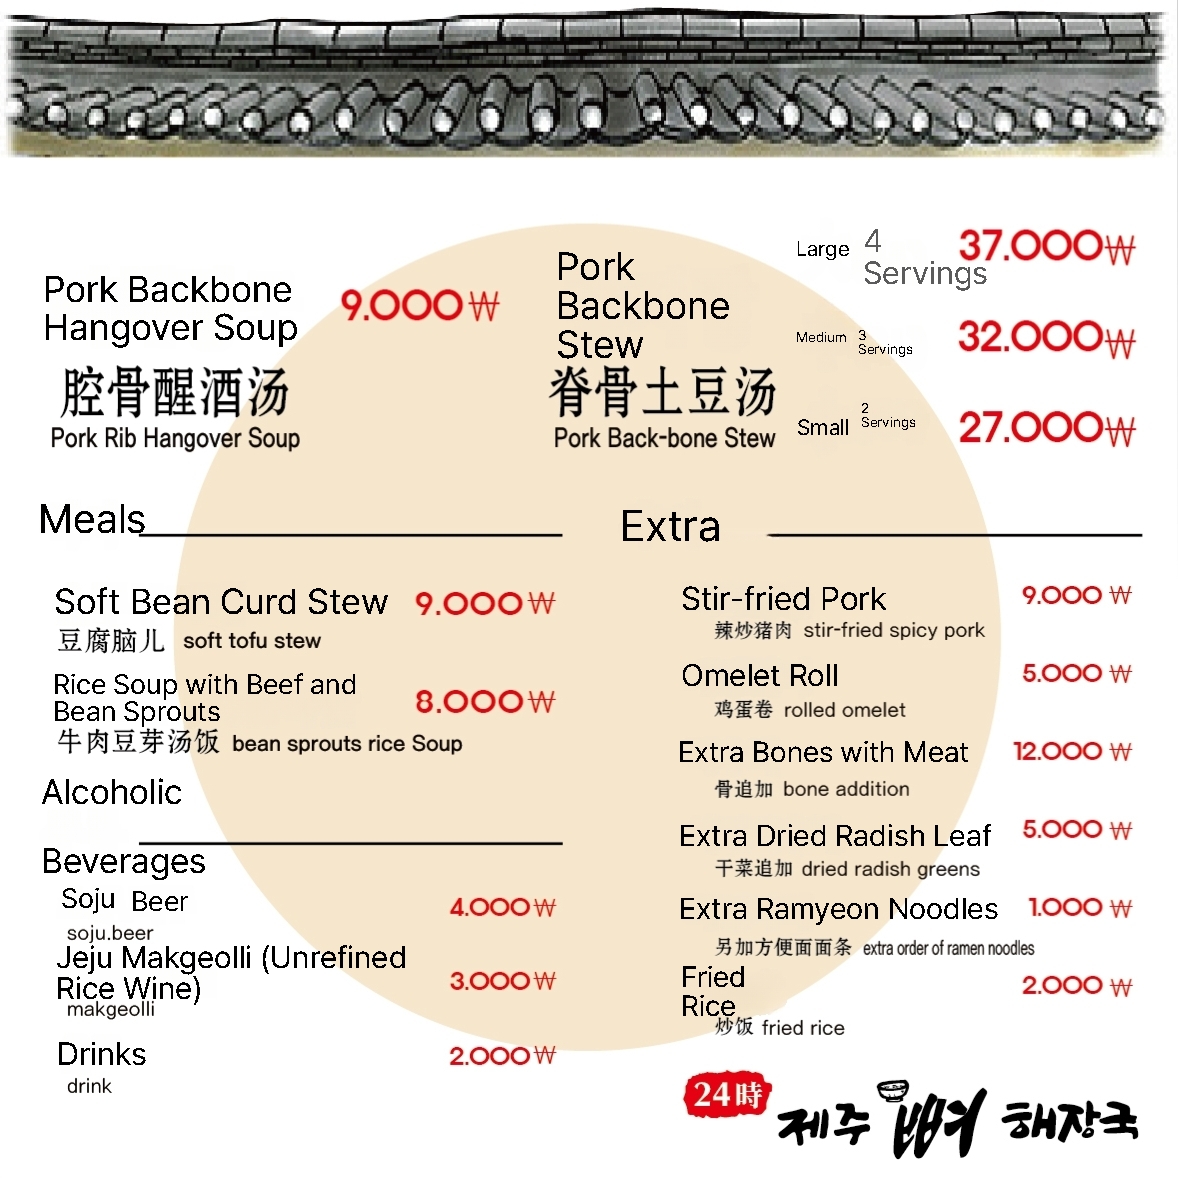 Pork Backbone
Hangover Soup
9.000₩
腔骨醒酒汤
Pork Rib Hangover Soup
Pork
Backbone
Stew
脊骨土豆汤
Pork Back-bone Stew
Large 4
Servings
37.000₩
Medium 3
Servings
32.000₩
Small 2
Servings
27.000₩
Meals
Soft Bean Curd Stew 9.000₩
豆腐脑儿 soft tofu stew
Rice Soup with Beef and
Bean Sprouts
8.000₩
牛肉豆芽汤饭 bean sprouts rice Soup
Alcoholic
Beverages
Soju Beer 4.000₩
soju.beer
Jeju Makgeolli (Unrefined
Rice Wine)
3.000₩
makgeolli
Drinks 2.000₩
drink
Extra
Stir-fried Pork 9.000₩
辣炒猪肉 stir-fried spicy pork
Omelet Roll 5.000₩
鸡蛋卷 rolled omelet
Extra Bones with Meat 12.000₩
骨追加 bone addition
Extra Dried Radish Leaf 5.000₩
干菜追加 dried radish greens
Extra Ramyeon Noodles 1.000₩
另加方便面面条 extra order of ramen noodles
Fried
Rice
2.000₩
炒饭 fried rice
24時 제주 뼈 해장국